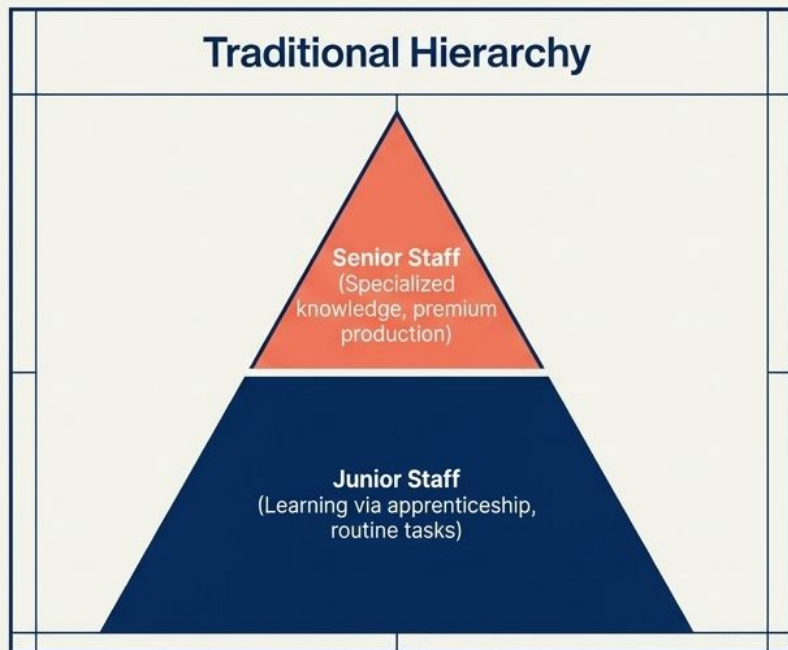 Traditional Hierarchy
Senior Staff
(Specialized
knowledge, premium
production)
Junior Staff
(Learning via apprenticeship,
routine tasks)